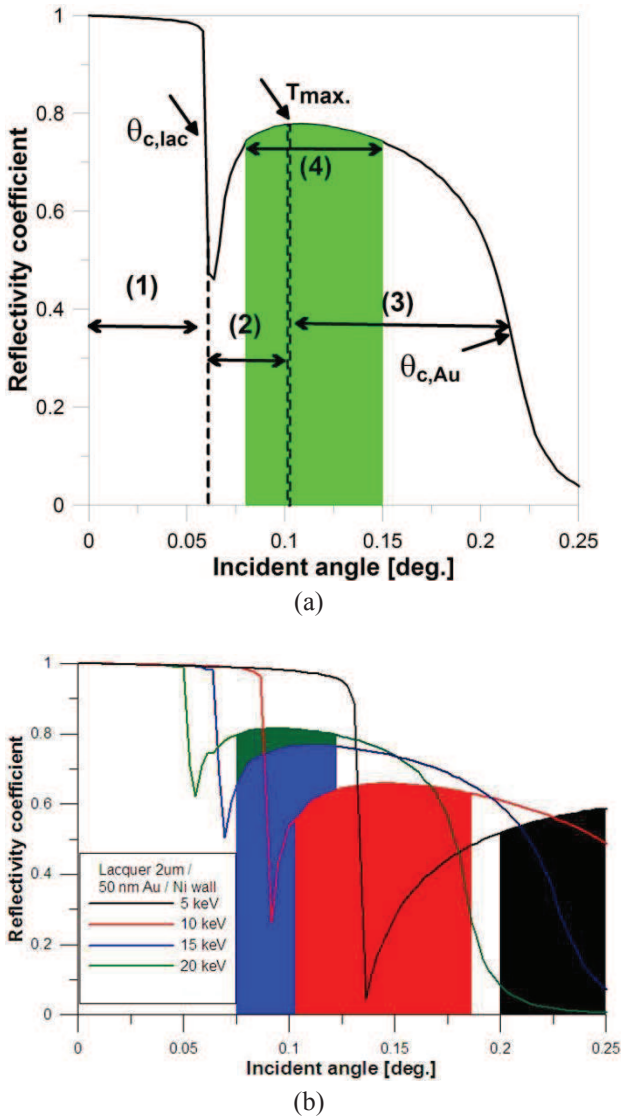 1
0.8
0.6
0.4
0.2
0
Reflectivity coefficient
θc,lac
Tmax.
(4)
(1)
(2)
(3)
θc,Au
0 0.05 0.1 0.15 0.2 0.25
Incident angle [deg.]
(a)
1
0.8
0.6
0.4
0.2
0
Reflectivity coefficient
Lacquer 2um /
50 nm Au / Ni wall
5 keV
10 keV
15 keV
20 keV
0 0.05 0.1 0.15 0.2 0.25
Incident angle [deg.]
(b)